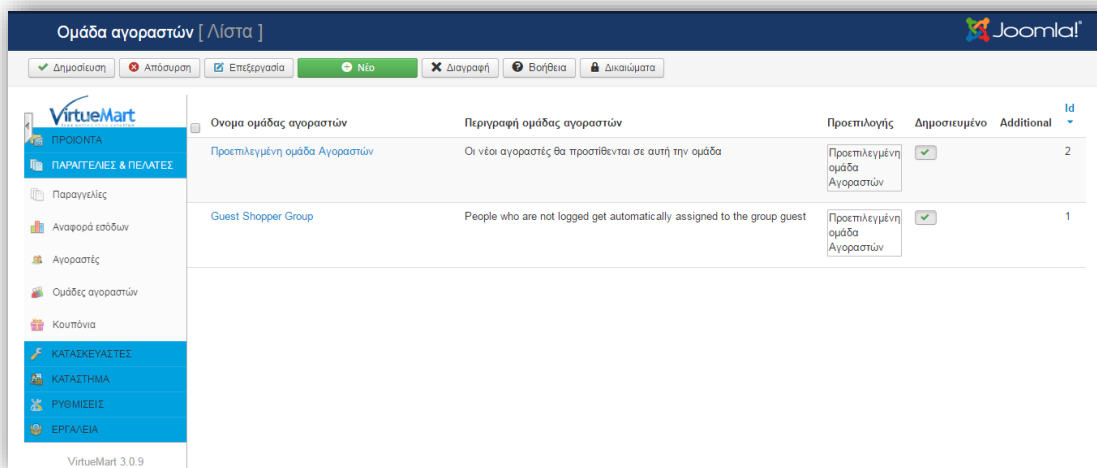 Ομάδα αγοραστών [ Λίστα ]
Joomla!
Δημοσίευση Απόσυρση Επεξεργασία Νέο Διαγραφή Βοήθεια Δικαιώματα
VirtueMart
ΠΡΟΙΟΝΤΑ
ΠΑΡΑΓΓΕΛΙΕΣ & ΠΕΛΑΤΕΣ
Παραγγελίες
Αναφορά εσόδων
Αγοραστές
Ομάδες αγοραστών
Κουπόνια
ΚΑΤΑΣΚΕΥΑΣΤΕΣ
ΚΑΤΑΣΤΗΜΑ
ΡΥΘΜΙΣΕΙΣ
ΕΡΓΑΛΕΙΑ
VirtueMart 3.0.9
Ονομα ομάδας αγοραστών Περιγραφή ομάδας αγοραστών Προεπιλογής Δημοσιευμένο Additional Id
Προεπιλεγμένη ομάδα Αγοραστών Οι νέοι αγοραστές θα προστίθενται σε αυτή την ομάδα Προεπιλεγμένη 2
ομάδα
Αγοραστών
Guest Shopper Group People who are not logged get automatically assigned to the group guest Προεπιλεγμένη 1
ομάδα
Αγοραστών